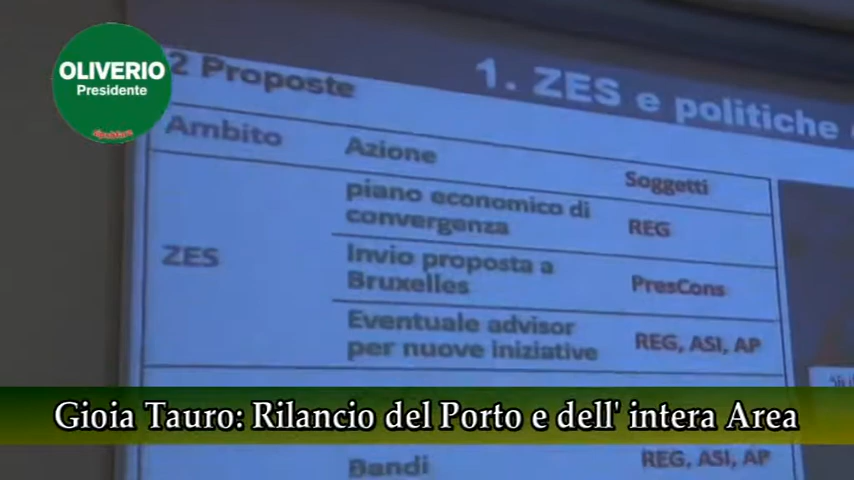 OLIVERIO
Presidente
2 Proposte
1. ZES e politiche
Ambito
Azione
Soggetti
ZES
piano economico di
convergenza
REG
Invio proposta a
Bruxelles
PresCons
Eventuale advisor
per nuove iniziative
REG, ASI, AP
Gioia Tauro: Rilancio del Porto e dell' intera Area
Bandi
REG, ASI, AP